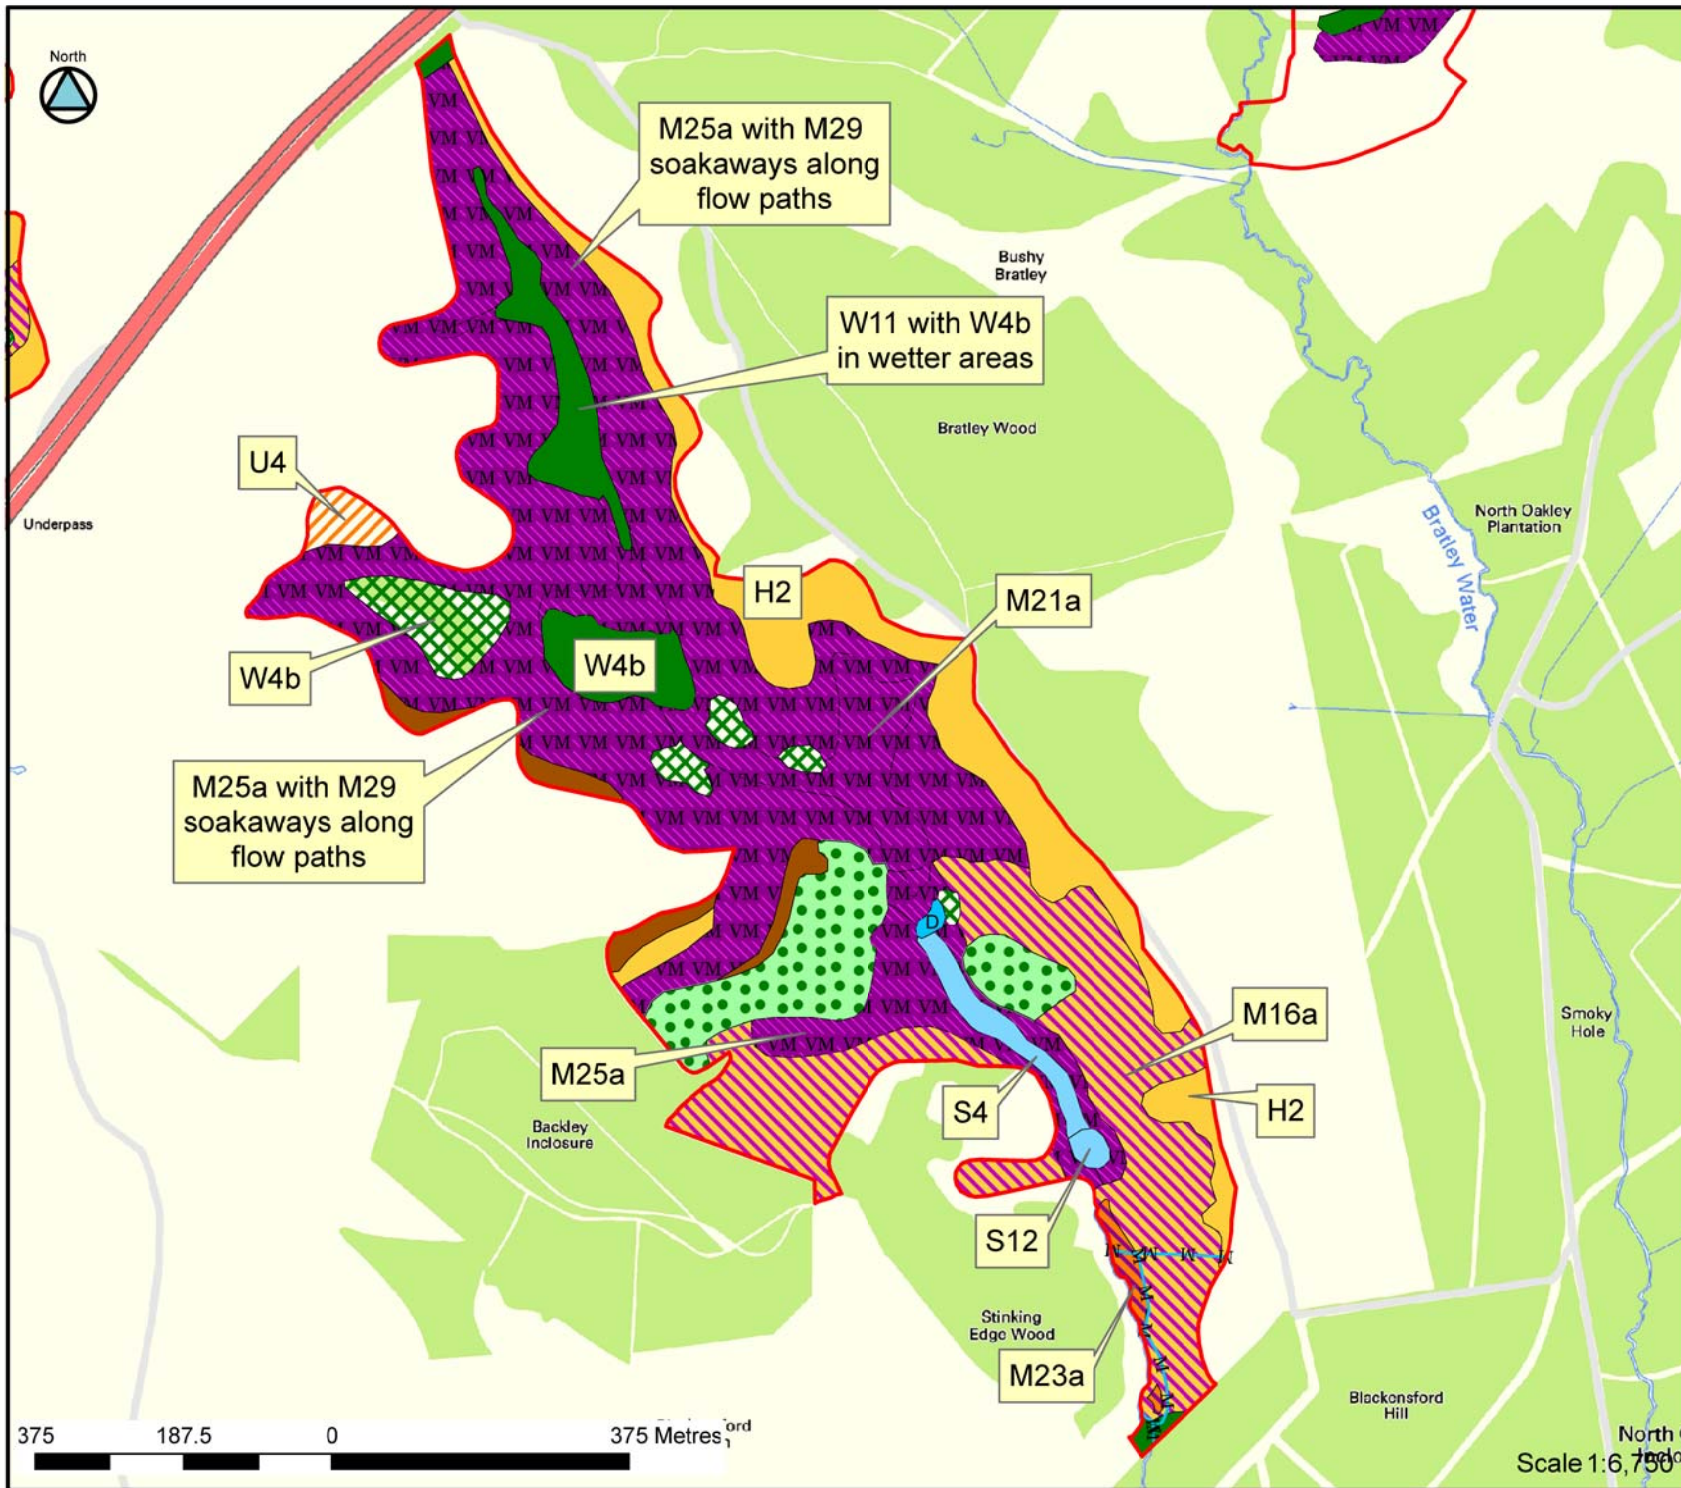 North
M25a with M29
soakaways along
flow paths
Bushy
Bratley
W11 with W4b
in wetter areas
Bratley Wood
U4
Underpass
North Oakley
Plantation
Bratley Water
H2
M21a
W4b
W4b
M25a with M29
soakaways along
flow paths
D
M16a
Smoky
Hole
M25a
S4
H2
Backley
Inclosure
S12
Stinking
Edge Wood
M23a
Blackensford
Hill
375 187.5 0 375 Metres
North
Scale 1:6,750